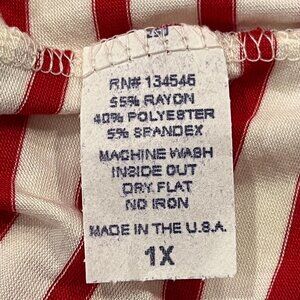 RN# 134546
55% RAYON
40% POLYESTER
5% SPANDEX
MACHINE WASH
INSIDE OUT
DRY FLAT
NO IRON
MADE IN THE U.S.A.
1X